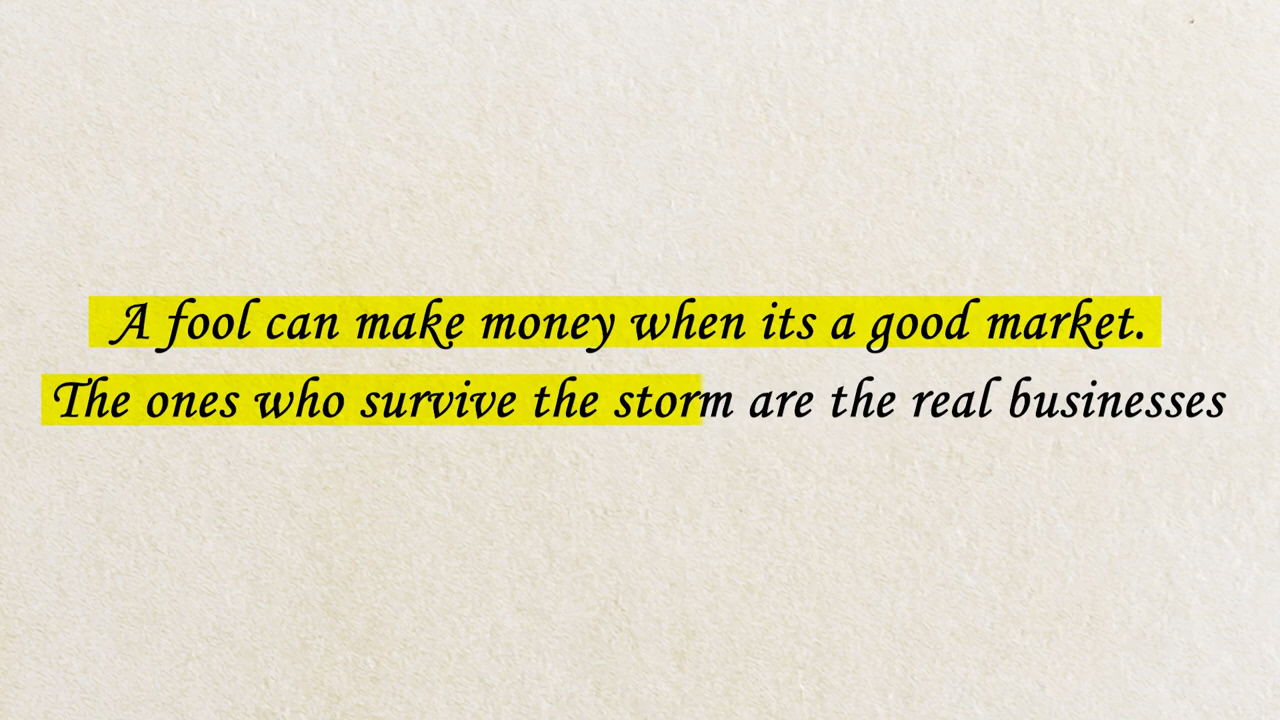 A fool can make money when its a good market.
The ones who survive the storm are the real businesses